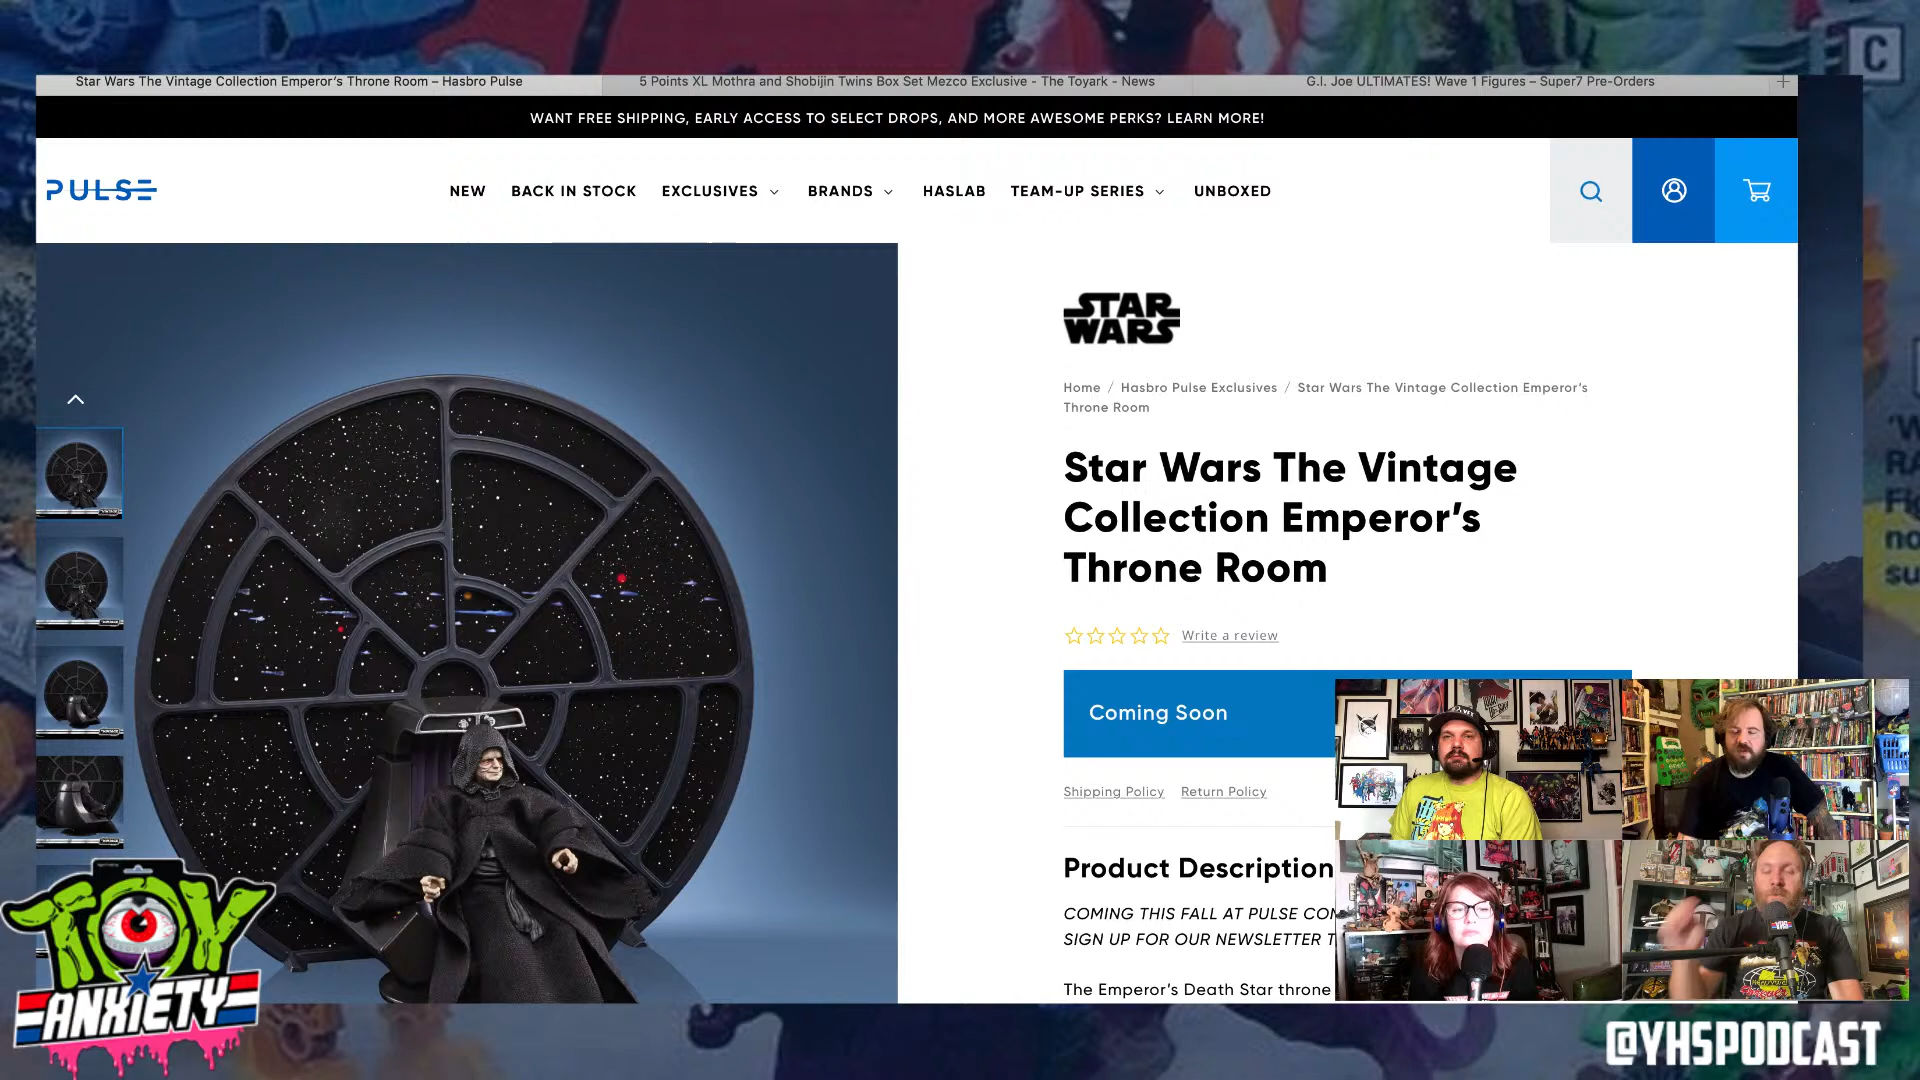 C
Star Wars The Vintage Collection Emperor's Throne Room – Hasbro Pulse
5 Points XL Mothra and Shobijin Twins Box Set Mezco Exclusive - The Toyark - News
G.I. Joe ULTIMATES! Wave 1 Figures – Super7 Pre-Orders
+
WANT FREE SHIPPING, EARLY ACCESS TO SELECT DROPS, AND MORE AWESOME PERKS? LEARN MORE!
PULSE
NEW
BACK IN STOCK
EXCLUSIVES
BRANDS
HASLAB
TEAM-UP SERIES
UNBOXED
STAR
WARS
Home / Hasbro Pulse Exclusives / Star Wars The Vintage Collection Emperor's
Throne Room
Star Wars The Vintage
Collection Emperor's
Throne Room
Write a review
Coming Soon
Shipping Policy
Return Policy
Product Description
COMING THIS FALL AT PULSE CON
SIGN UP FOR OUR NEWSLETTER T
The Emperor's Death Star throne
TOY
ANXIETY
@YHSPODCAST